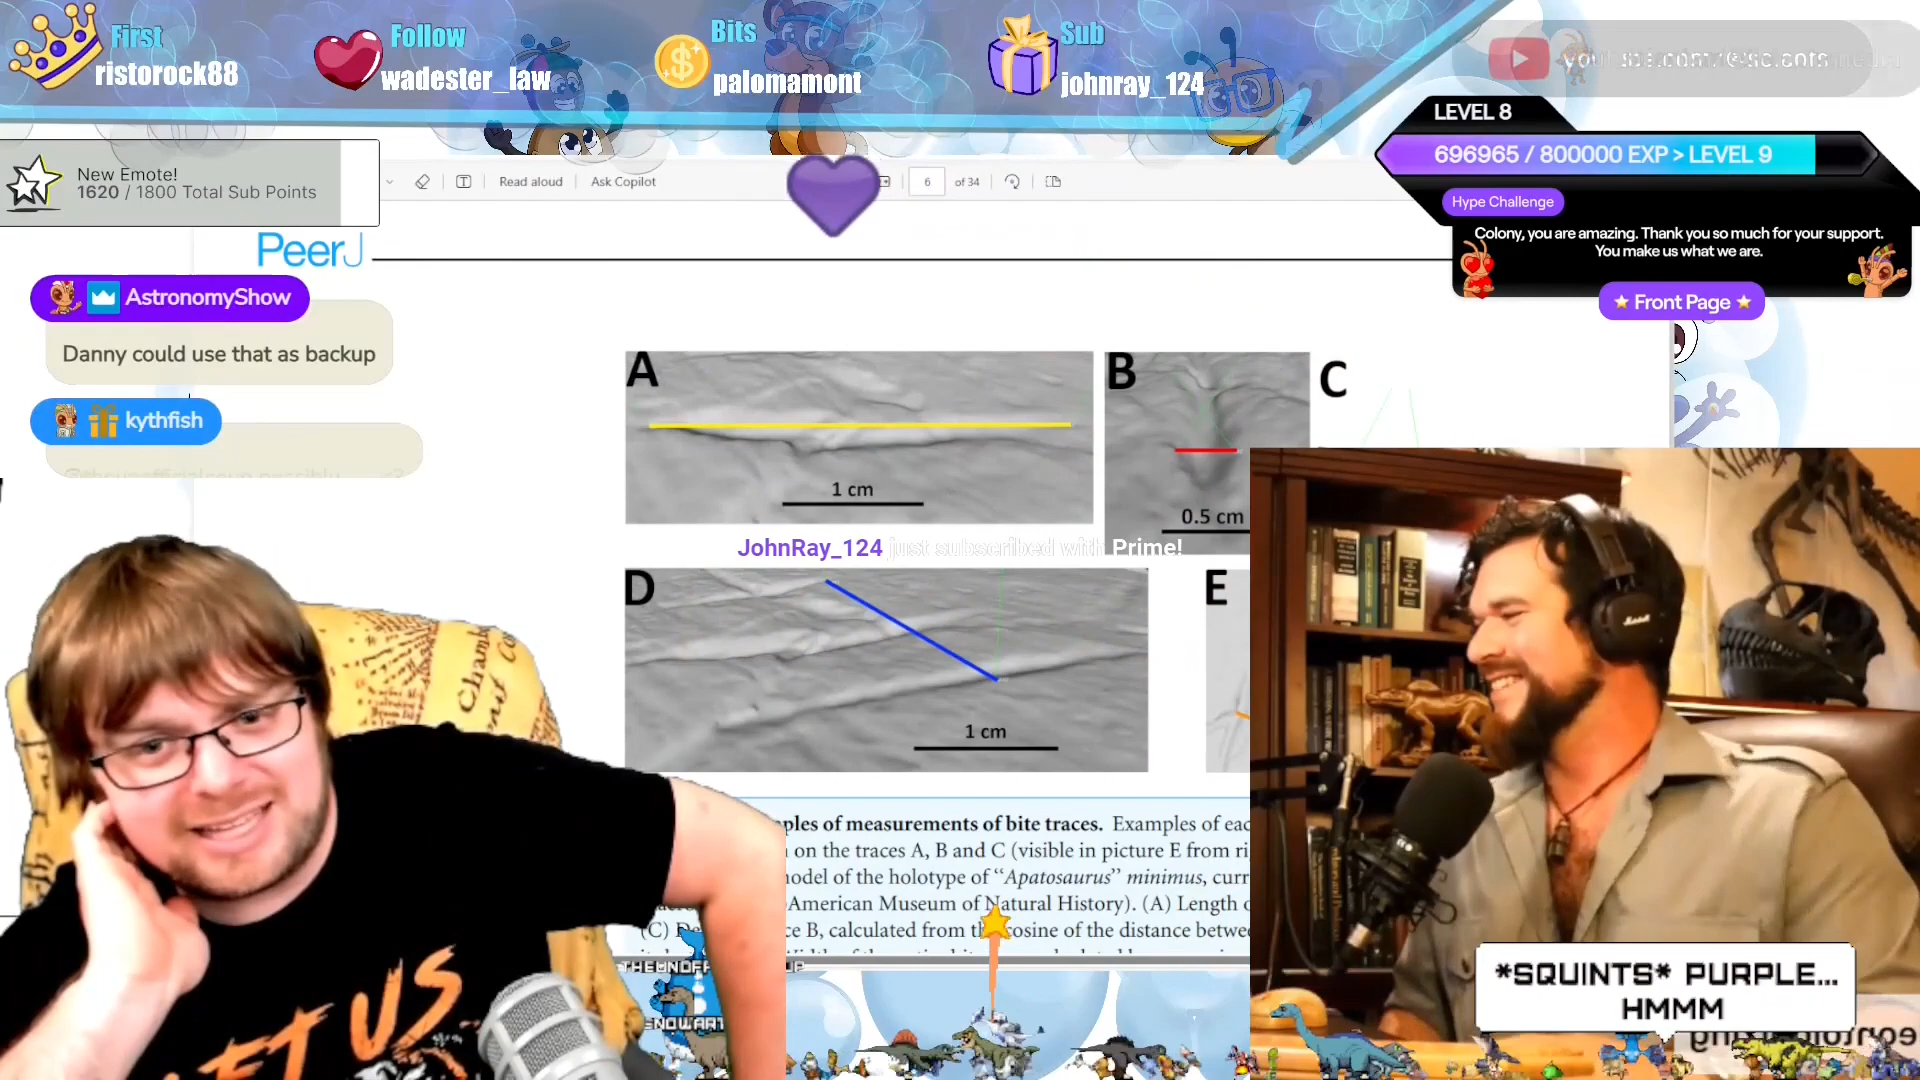 First
ristorock88
Follow
wadester_law
Bits
palomamont
Sub
johnray_124
LEVEL 8
696965 / 800000 EXP > LEVEL 9
Hype Challenge
Colony, you are amazing. Thank you so much for your support.
You make us what we are.
Front Page
New Emote!
1620 / 1800 Total Sub Points
Read aloud
Ask Copilot
6
of 34
PeerJ
AstronomyShow
Danny could use that as backup
kythfish
A
1 cm
B
0.5 cm
C
JohnRay_124 just subscribed with Prime!
D
1 cm
E
ples of measurements of bite traces. Examples of eac
on the traces A, B and C (visible in picture E from ri
odel of the holotype of "Apatosaurus" minimus, curr
American Museum of Natural History). (A) Length o
(C) De ce B, calculated from th cosine of the distance betwe
ET US
Marshall
*SQUINTS* PURPLE...
HMMM